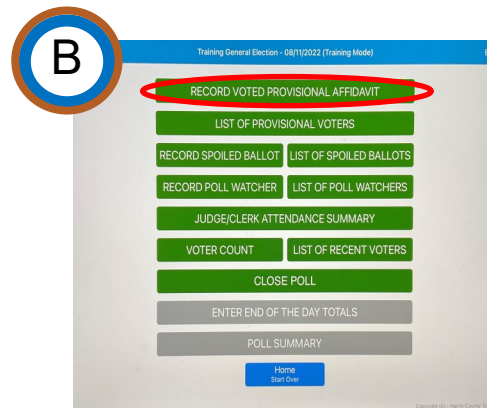 B
Training General Election - 08/11/2022 (Training Mode)
RECORD VOTED PROVISIONAL AFFIDAVIT
LIST OF PROVISIONAL VOTERS
RECORD SPOILED BALLOT LIST OF SPOILED BALLOTS
RECORD POLL WATCHER LIST OF POLL WATCHERS
JUDGE/CLERK ATTENDANCE SUMMARY
VOTER COUNT LIST OF RECENT VOTERS
CLOSE POLL
ENTER END OF THE DAY TOTALS
POLL SUMMARY
Home
Start Over
Harris County